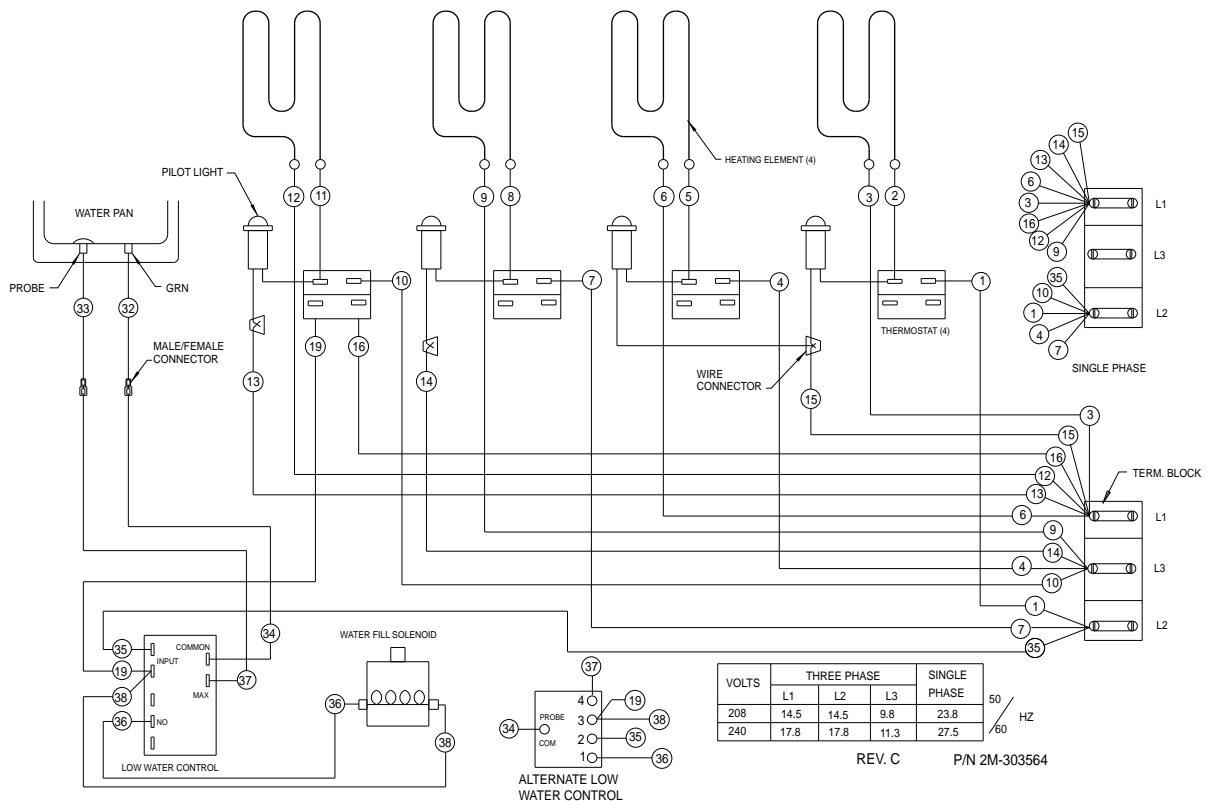 HEATING ELEMENT (4)
PILOT LIGHT
12
11
9
8
6
5
3
2
15
14
13
6
3
16
12
9
L1
L3
35
10
1
4
7
L2
SINGLE PHASE
WATER PAN
PROBE
GRN
33
32
MALE/FEMALE
CONNECTOR
10
7
4
1
THERMOSTAT (4)
19
16
13
14
WIRE
CONNECTOR
15
3
15
16
12
13
6
9
14
4
10
1
7
35
TERM. BLOCK
L1
L3
L2
34
37
35
19
38
36
COMMON
INPUT
MAX
NO
LOW WATER CONTROL
WATER FILL SOLENOID
36
38
37
4
19
3
38
34
PROBE
COM
2
35
1
36
ALTERNATE LOW
WATER CONTROL
VOLTS THREE PHASE SINGLE PHASE
L1 L2 L3
208 14.5 14.5 9.8 23.8
240 17.8 17.8 11.3 27.5
50/60 HZ
REV. C P/N 2M-303564